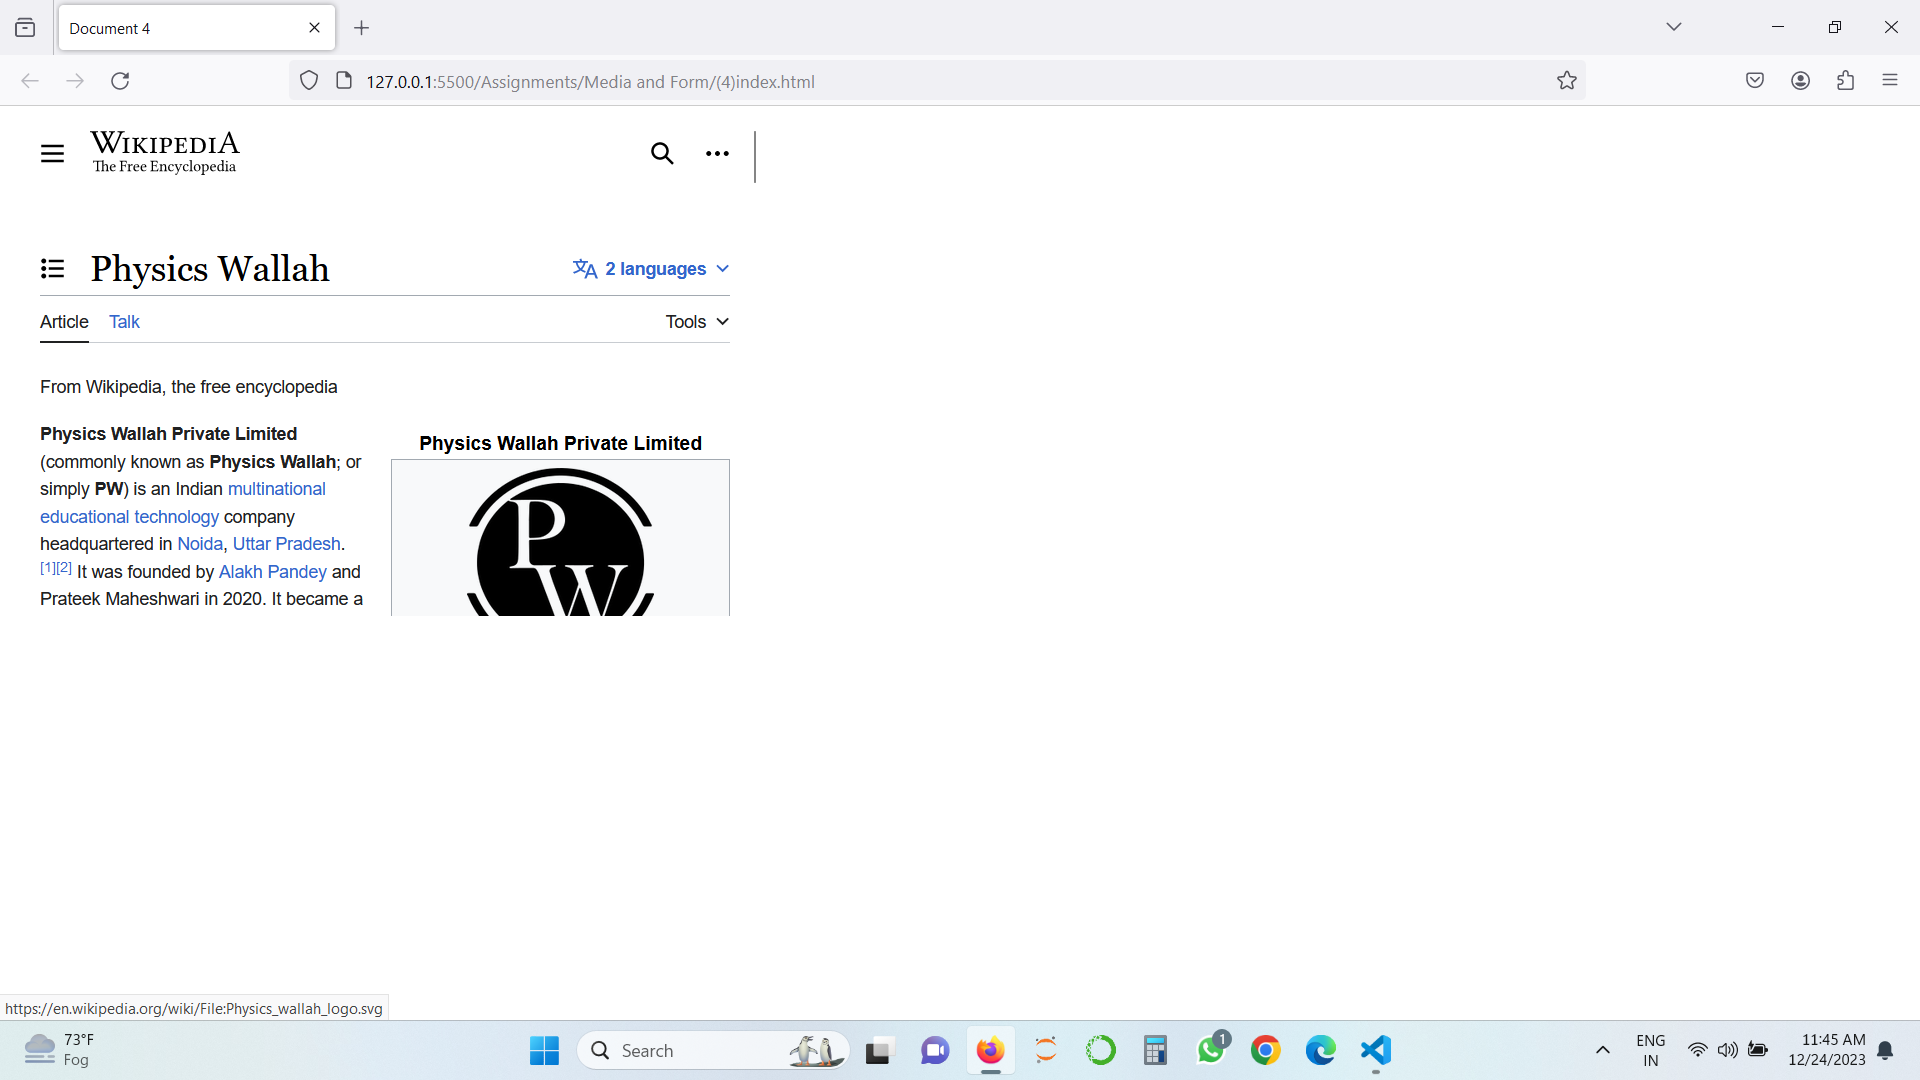 Document 4
127.0.0.1:5500/Assignments/Media and Form/(4)index.html
WIKIPEDIA
The Free Encyclopedia
Physics Wallah
2 languages
Article Talk
Tools
From Wikipedia, the free encyclopedia
Physics Wallah Private Limited
(commonly known as Physics Wallah; or
simply PW) is an Indian multinational
educational technology company
headquartered in Noida, Uttar Pradesh.
[1][2] It was founded by Alakh Pandey and
Prateek Maheshwari in 2020. It became a
Physics Wallah Private Limited
P
W
https://en.wikipedia.org/wiki/File:Physics_wallah_logo.svg
73°F
Fog
Search
1
ENG
IN
11:45 AM
12/24/2023